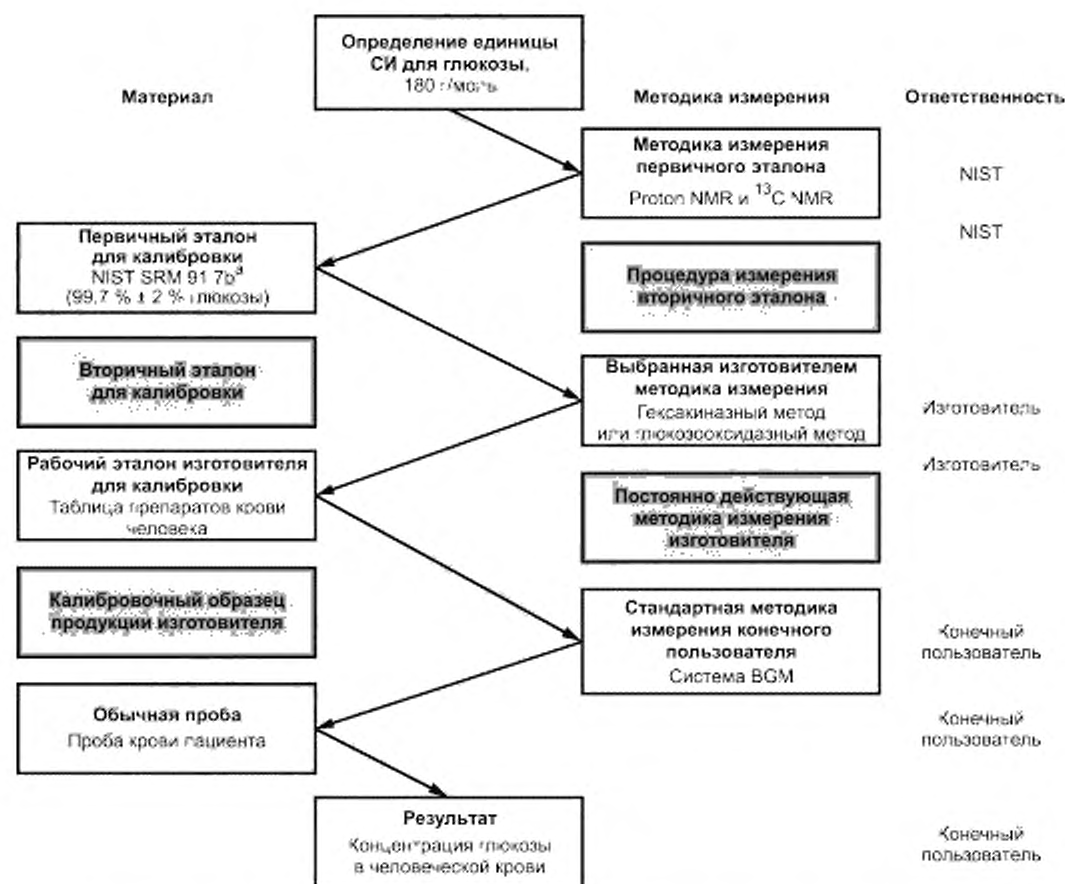 Определение единицы
СИ для глюкозы,
180 г/моль
Материал
Методика измерения
Ответственность
Методика измерения
первичного эталона
Proton NMR и ¹³C NMR
NIST
NIST
Первичный эталон
для калибровки
NIST SRM 91 7bª
(99,7 % ± 2 % глюкозы)
Процедура измерения
вторичного эталона
Вторичный эталон
для калибровки
Выбранная изготовителем
методика измерения
Гексакиназный метод
или глюкозооксидазный метод
Изготовитель
Рабочий эталон изготовителя
для калибровки
Таблица препаратов крови
человека
Изготовитель
Постоянно действующая
методика измерения
изготовителя
Калибровочный образец
продукции изготовителя
Стандартная методика
измерения конечного
пользователя
Система BGM
Конечный
пользователь
Обычная проба
Проба крови пациента
Конечный
пользователь
Результат
Концентрация глюкозы
в человеческой крови
Конечный
пользователь